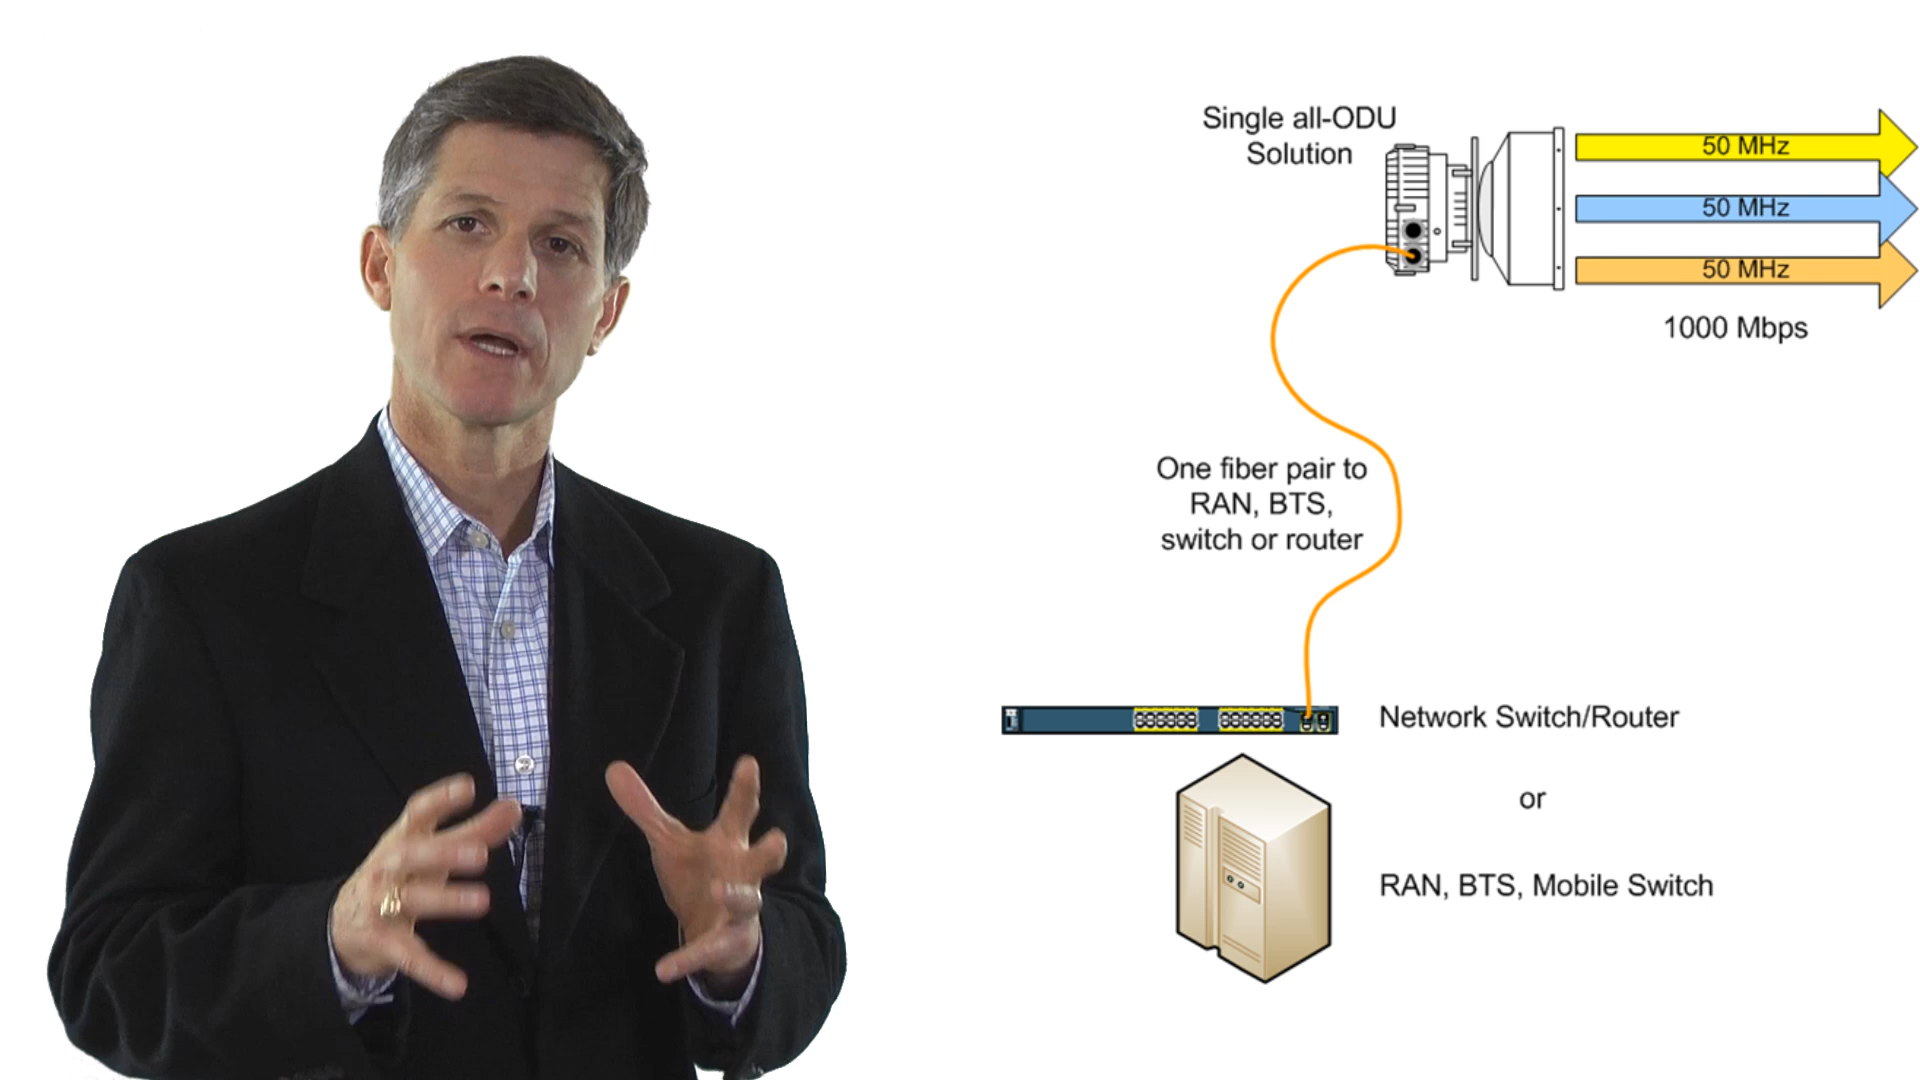 Single all-ODU
Solution
50 MHz
50 MHz
50 MHz
1000 Mbps
One fiber pair to
RAN, BTS,
switch or router
Network Switch/Router
or
RAN, BTS, Mobile Switch